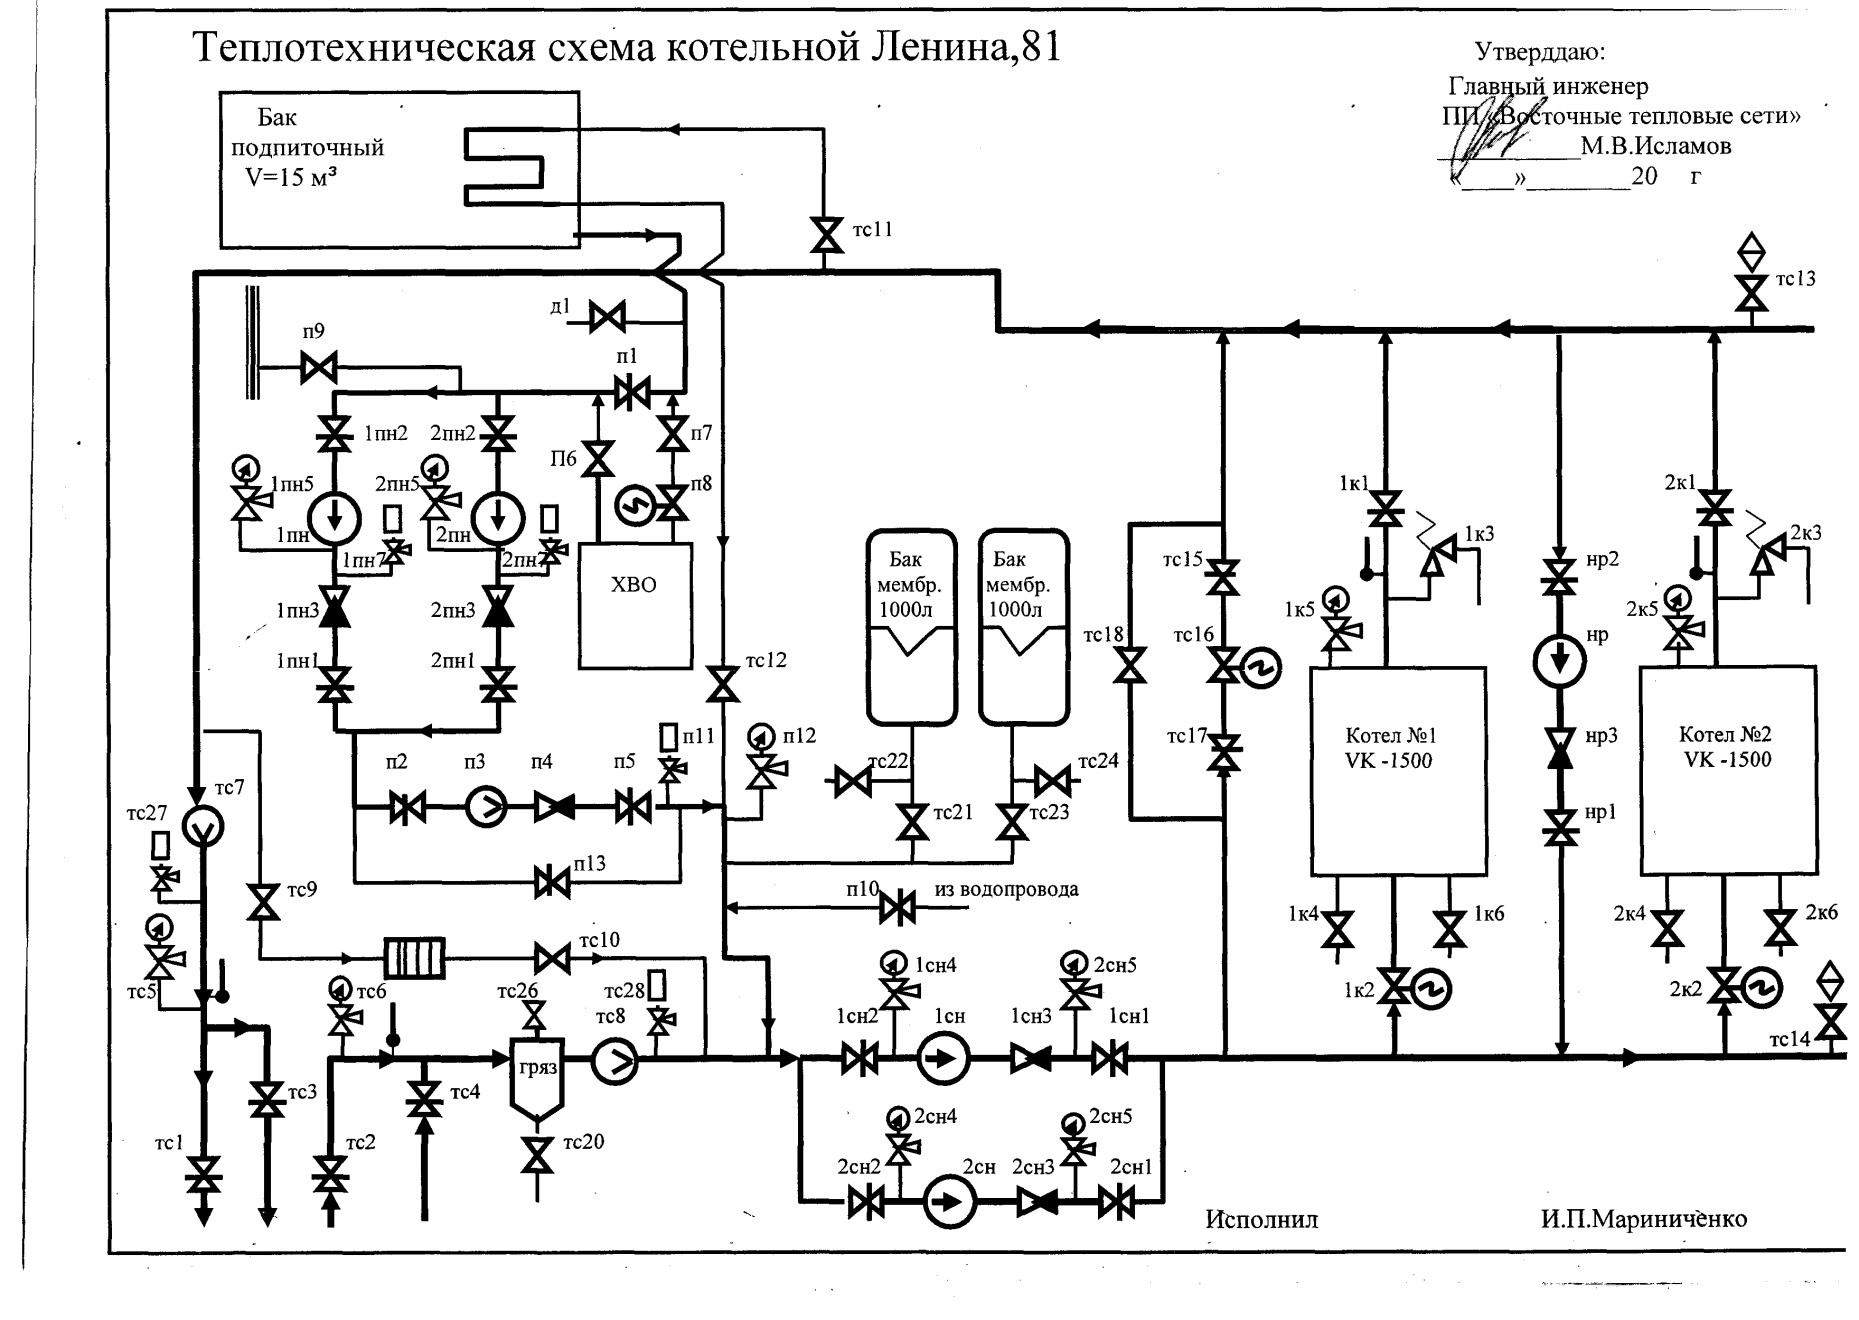 Теплотехническая схема котельной Ленина,81
Утверддаю:
Главный инженер
ПП «Восточные тепловые сети»
М.В.Исламов
«____»________20 г
Бак
подпиточный
V=15 м³
тс11
тс13
д1
п9
п1
1пн2
2пн2
П6
п7
1пн5
2пн5
п8
1пн
2пн
1пн7
2пн7
ХВО
1пн3
2пн3
1пн1
2пн1
тс12
Бак
мембр.
1000л
Бак
мембр.
1000л
тс15
тс18
тс16
тс17
1к1
1к3
1к5
2к1
2к3
2к5
нр2
нр
нр3
нр1
Котел №1
VK -1500
Котел №2
VK -1500
п2
п3
п4
п5
п11
п12
тс22
тс24
тс21
тс23
тс7
тс27
п13
тс9
п10
из водопровода
1к4
1к6
2к4
2к6
тс10
тс5
тс6
тс26
тс28
тс8
1сн4
2сн5
1сн2
1сн
1сн3
1сн1
1к2
2к2
тс14
гряз
тс3
тс4
тс1
тс2
тс20
2сн4
2сн5
2сн2
2сн
2сн3
2сн1
Исполнил
И.П.Мариниченко